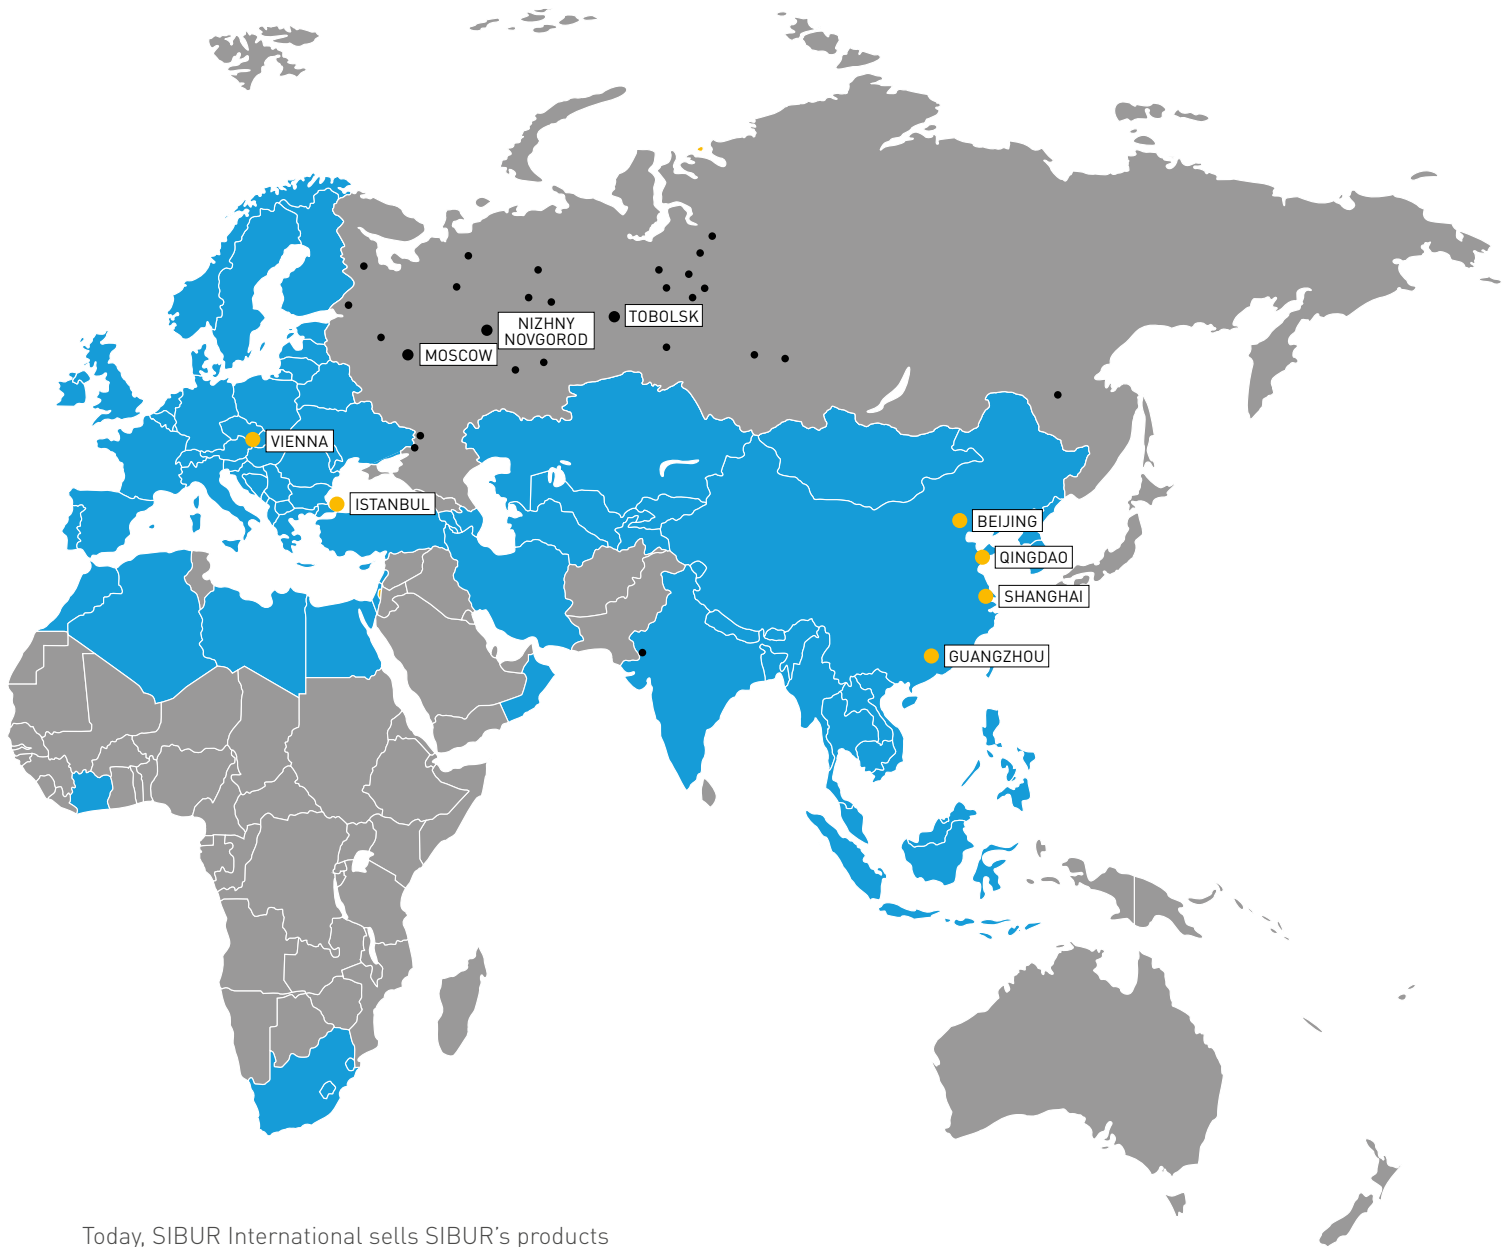 TOBOLSK
NIZHNY
NOVGOROD
MOSCOW
VIENNA
ISTANBUL
BEIJING
QINGDAO
SHANGHAI
GUANGZHOU
Today, SIBUR International sells SIBUR’s products